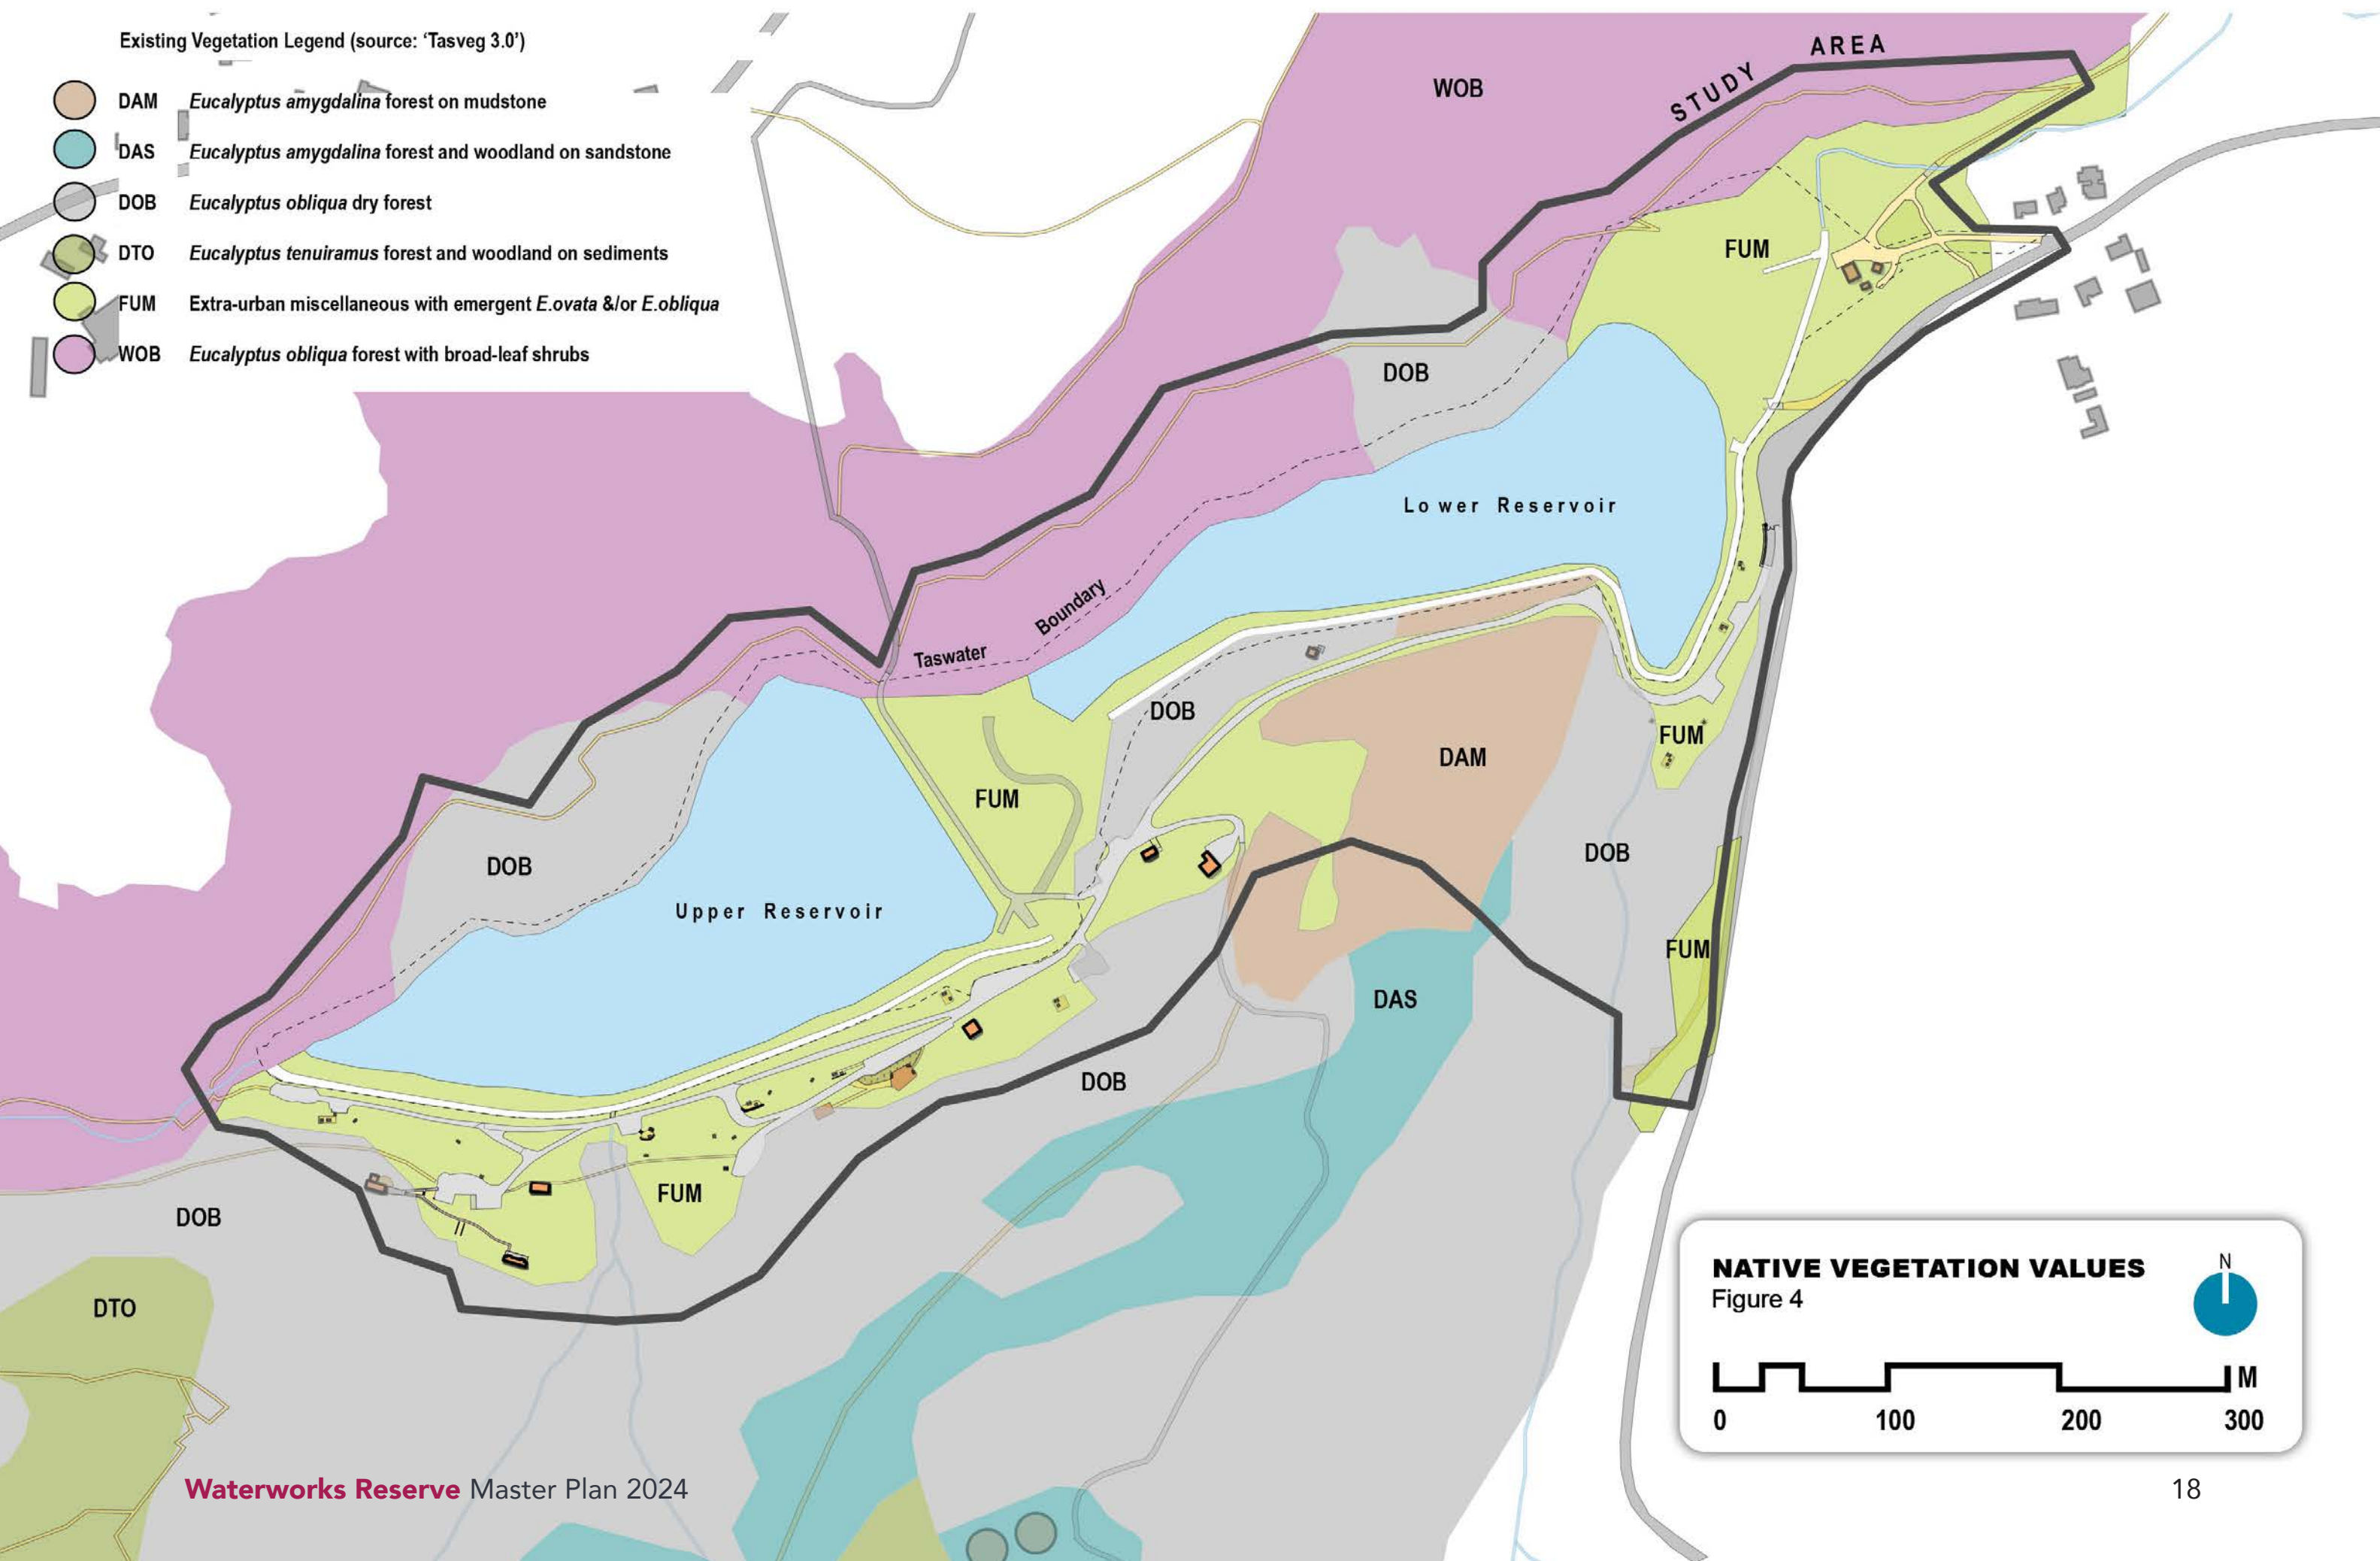 Existing Vegetation Legend (source: ‘Tasveg 3.0’)
DAM Eucalyptus amygdalina forest on mudstone
DAS Eucalyptus amygdalina forest and woodland on sandstone
DOB Eucalyptus obliqua dry forest
DTO Eucalyptus tenuiramus forest and woodland on sediments
FUM Extra-urban miscellaneous with emergent E.ovata &/or E.obliqua
WOB Eucalyptus obliqua forest with broad-leaf shrubs
STUDY AREA
WOB
FUM
DOB
Lower Reservoir
Boundary
Taswater
DOB
FUM
DAM
FUM
DOB
DOB
Upper Reservoir
FUM
DAS
DOB
FUM
DOB
DTO
NATIVE VEGETATION VALUES
Figure 4
N
M
0 100 200 300
Waterworks Reserve Master Plan 2024
18